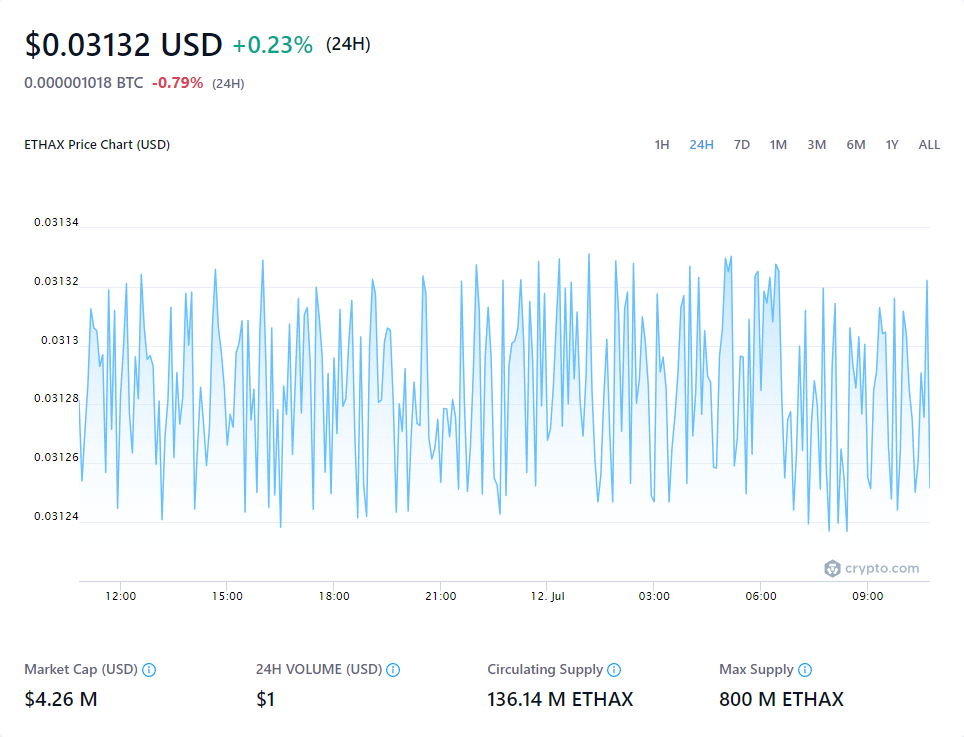 $0.03132 USD +0.23% (24H)
0.000001018 BTC -0.79% (24H)
ETHAX Price Chart (USD) 1H 24H 7D 1M 3M 6M 1Y ALL
0.03134
0.03132
0.0313
0.03128
0.03126
0.03124
crypto.com
12:00 15:00 18:00 21:00 12. Jul 03:00 06:00 09:00
Market Cap (USD) 24H VOLUME (USD) Circulating Supply Max Supply
$4.26 M $1 136.14 M ETHAX 800 M ETHAX